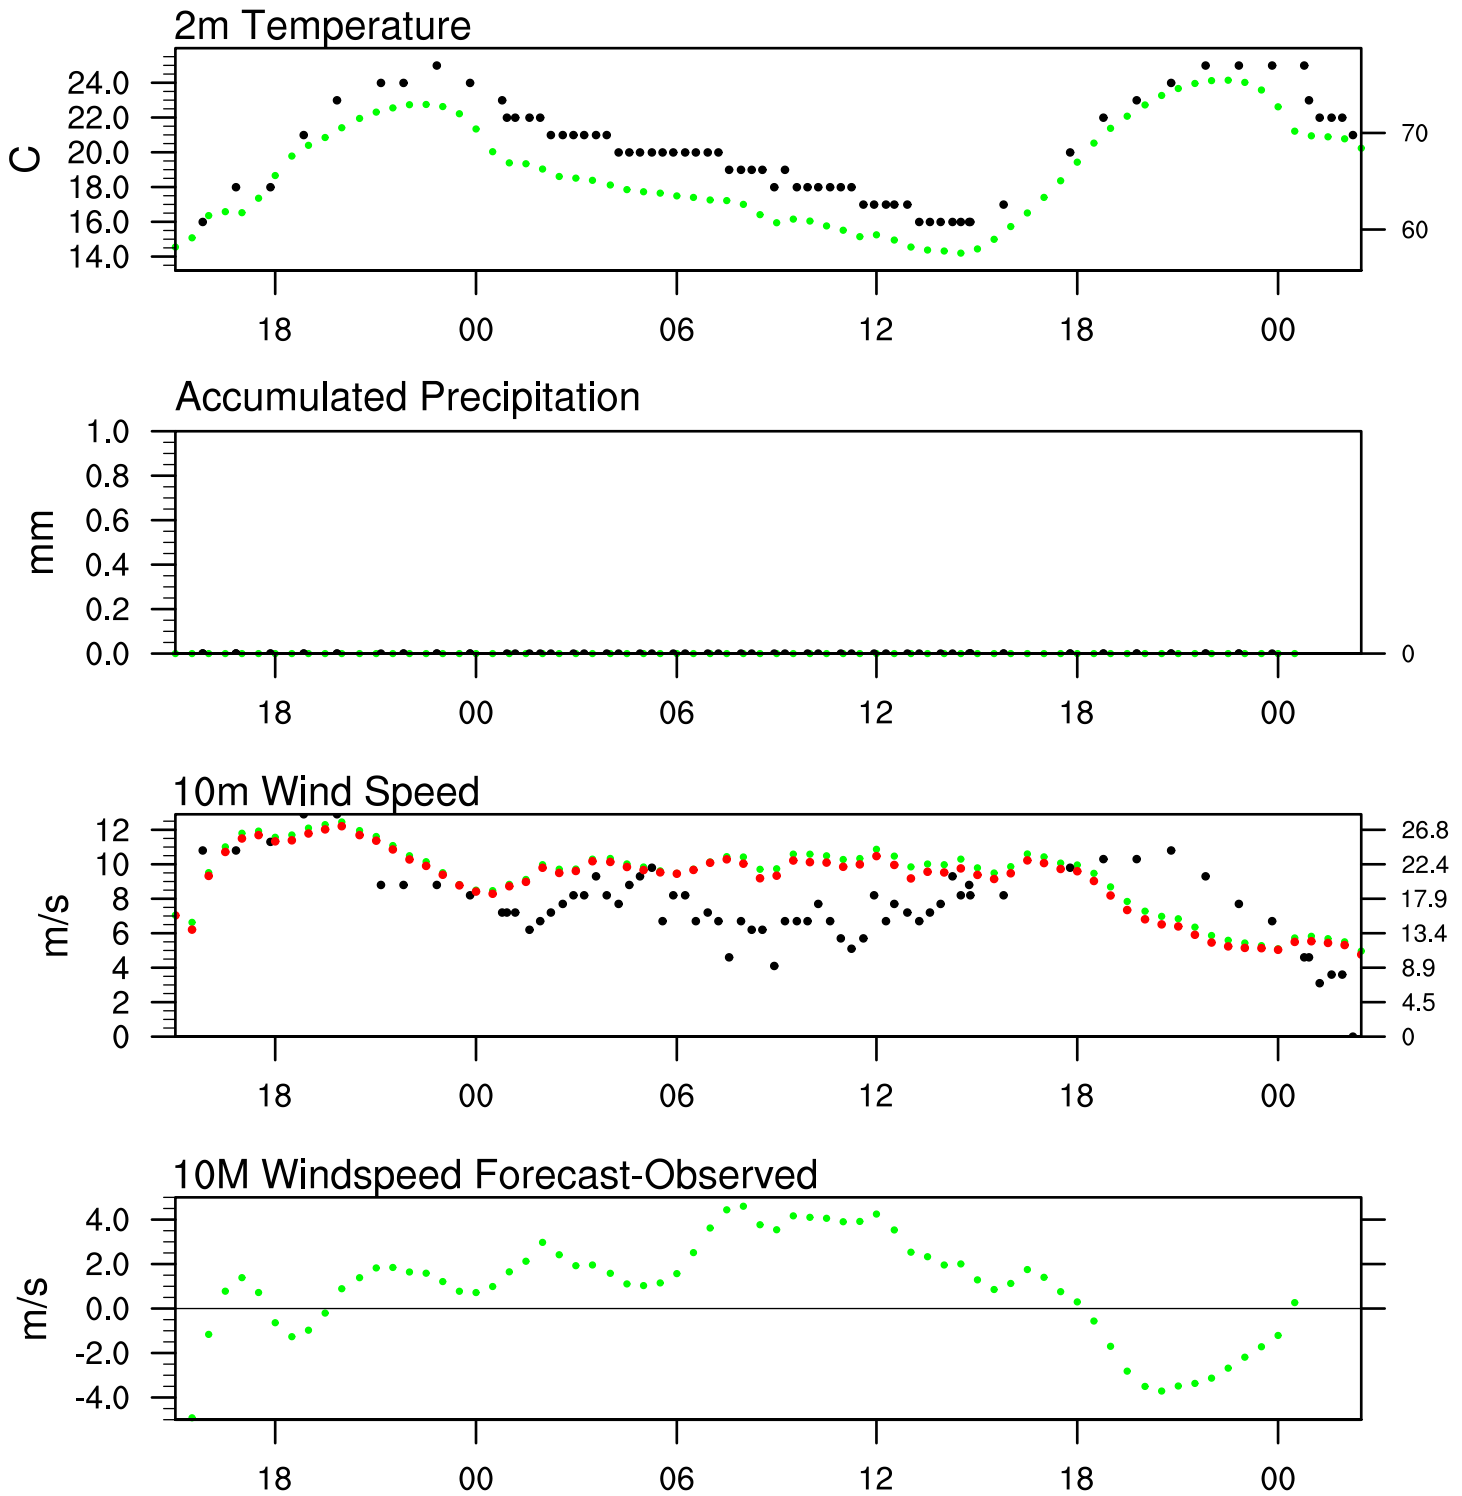 2m Temperature
24.0
22.0
20.0
18.0
16.0
14.0
C
70
60
18 00 06 12 18 00
Accumulated Precipitation
1.0
0.8
0.6
0.4
0.2
0.0
mm
0
18 00 06 12 18 00
10m Wind Speed
12
10
8
6
4
2
0
m/s
26.8
22.4
17.9
13.4
8.9
4.5
0
18 00 06 12 18 00
10M Windspeed Forecast-Observed
4.0
2.0
0.0
-2.0
-4.0
m/s
18 00 06 12 18 00